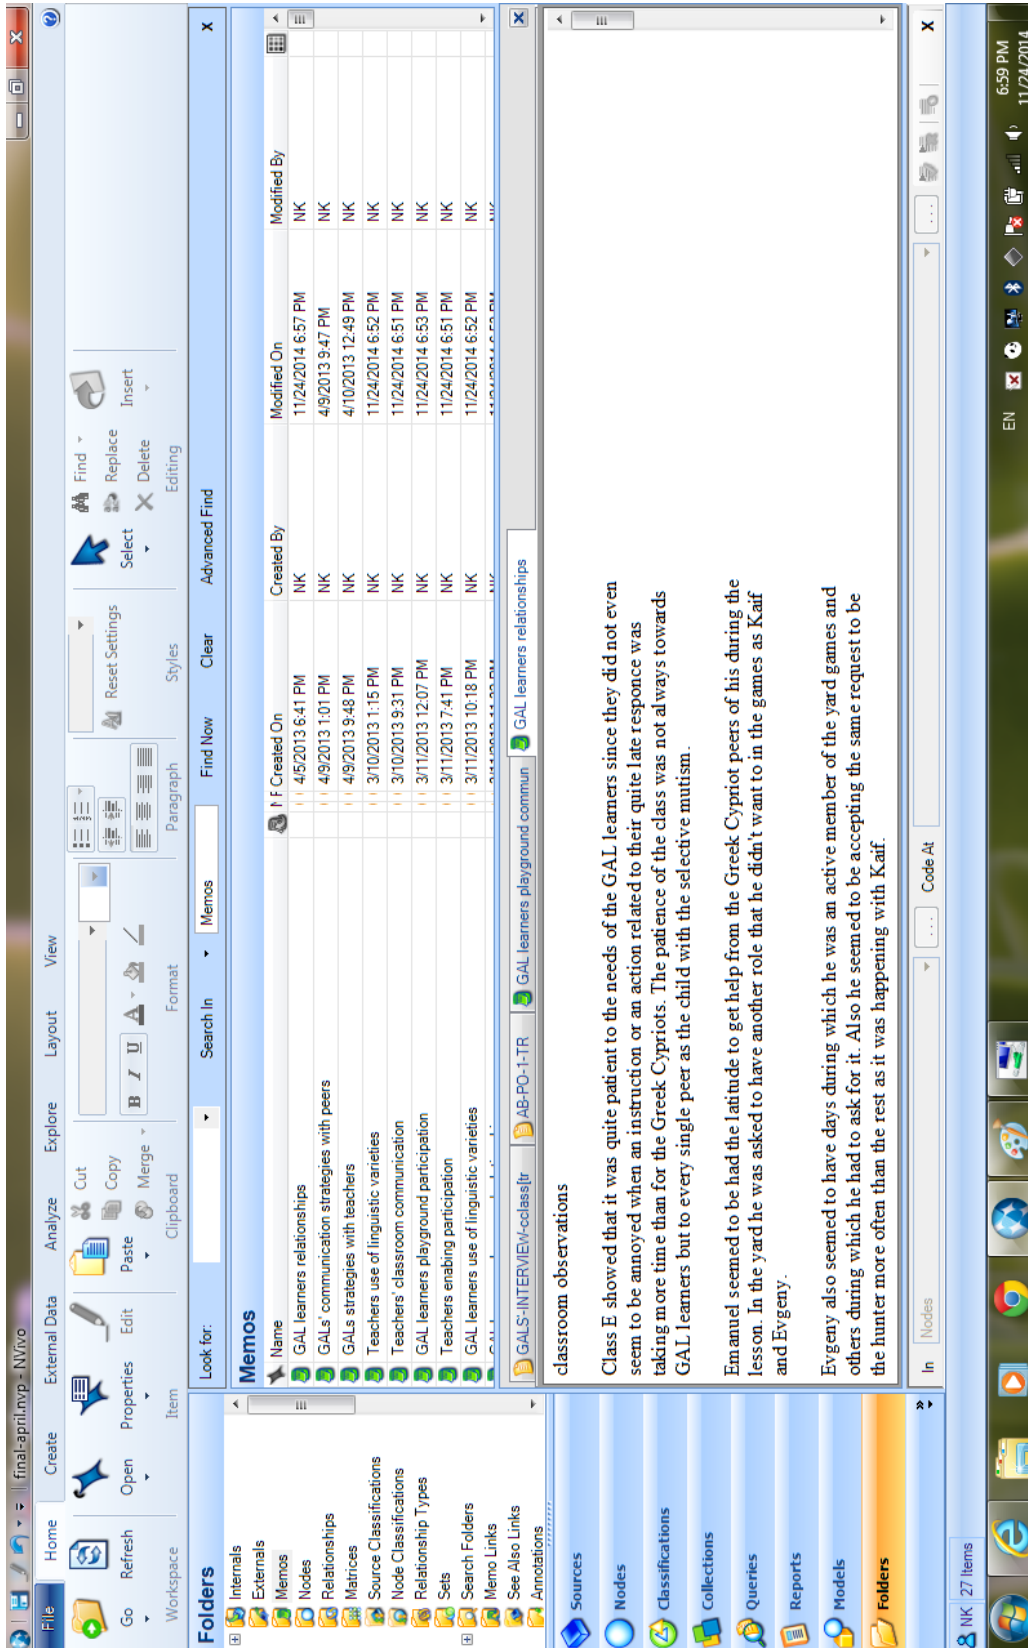 final-april.nvp - NVivo
File Home Create External Data Analyze Explore Layout View
Go Refresh Open Properties Edit Paste Cut
Copy
Merge
B I U A
Reset Settings
Select Find
Replace
Delete
Insert
Workspace Item Clipboard Format Paragraph Styles Editing
Folders
Internals
Externals
Memos
Nodes
Relationships
Matrices
Source Classifications
Node Classifications
Relationship Types
Sets
Search Folders
Memo Links
See Also Links
Annotations
Sources
Nodes
Classifications
Collections
Queries
Reports
Models
Folders
Look for: Search In Memos Find Now Clear Advanced Find X
Memos
Name Created On Created By Modified On Modified By
GAL learners relationships 4/5/2013 6:41 PM NK 11/24/2014 6:57 PM NK
GALs' communication strategies with peers 4/9/2013 1:01 PM NK 4/9/2013 9:47 PM NK
GALs strategies with teachers 4/9/2013 9:48 PM NK 4/10/2013 12:49 PM NK
Teachers use of linguistic varieties 3/10/2013 1:15 PM NK 11/24/2014 6:52 PM NK
Teachers' classroom communication 3/10/2013 9:31 PM NK 11/24/2014 6:51 PM NK
GAL learners playground participation 3/11/2013 12:07 PM NK 11/24/2014 6:53 PM NK
Teachers enabling participation 3/11/2013 7:41 PM NK 11/24/2014 6:51 PM NK
GAL learners use of linguistic varieties 3/11/2013 10:18 PM NK 11/24/2014 6:52 PM NK
GALS'-INTERVIEW-cclass[tr AB-PO-1-TR GAL learners playground commun GAL learners relationships
classroom observations
Class E showed that it was quite patient to the needs of the GAL learners since they did not even
seem to be annoyed when an instruction or an action related to their quite late responce was
taking more time than for the Greek Cypriots. The patience of the class was not always towards
GAL learners but to every single peer as the child with the selective mutism.
Emanuel seemed to be had the latitude to get help from the Greek Cypriot peers of his during the
lesson. In the yard he was asked to have another role that he didn't want to in the games as Kaif
and Evgeny.
Evgeny also seemed to have days during which he was an active member of the yard games and
others during which he had to ask for it. Also he seemed to be accepting the same request to be
the hunter more often than the rest as it was happening with Kaif.
In Nodes ... Code At ... X
NK 27 Items
EN 6:59 PM
11/24/2014